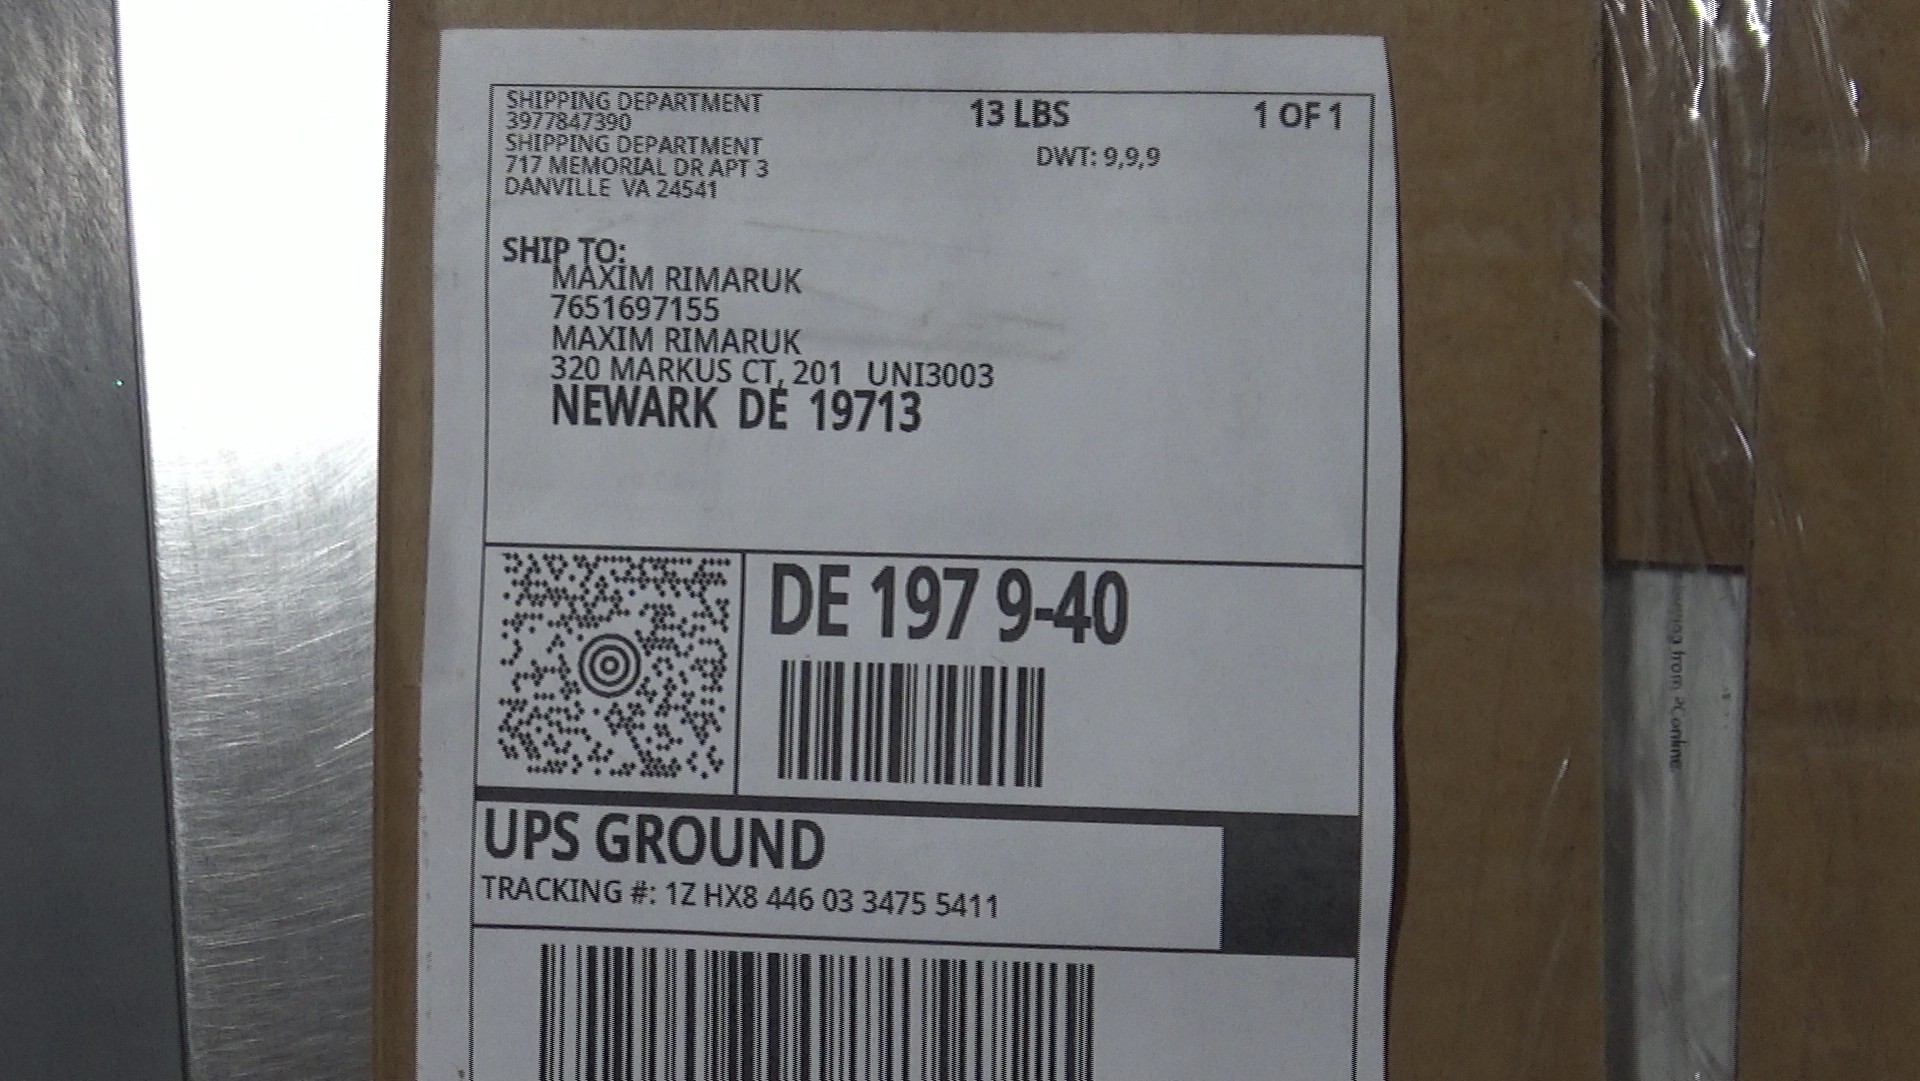 SHIPPING DEPARTMENT
3977847390
SHIPPING DEPARTMENT
717 MEMORIAL DR APT 3
DANVILLE VA 24541
13 LBS
1 OF 1
DWT: 9,9,9
SHIP TO:
MAXIM RIMARUK
7651697155
MAXIM RIMARUK
320 MARKUS CT, 201 UNI3003
NEWARK DE 19713
DE 197 9-40
UPS GROUND
TRACKING #: 1Z HX8 446 03 3475 5411
from